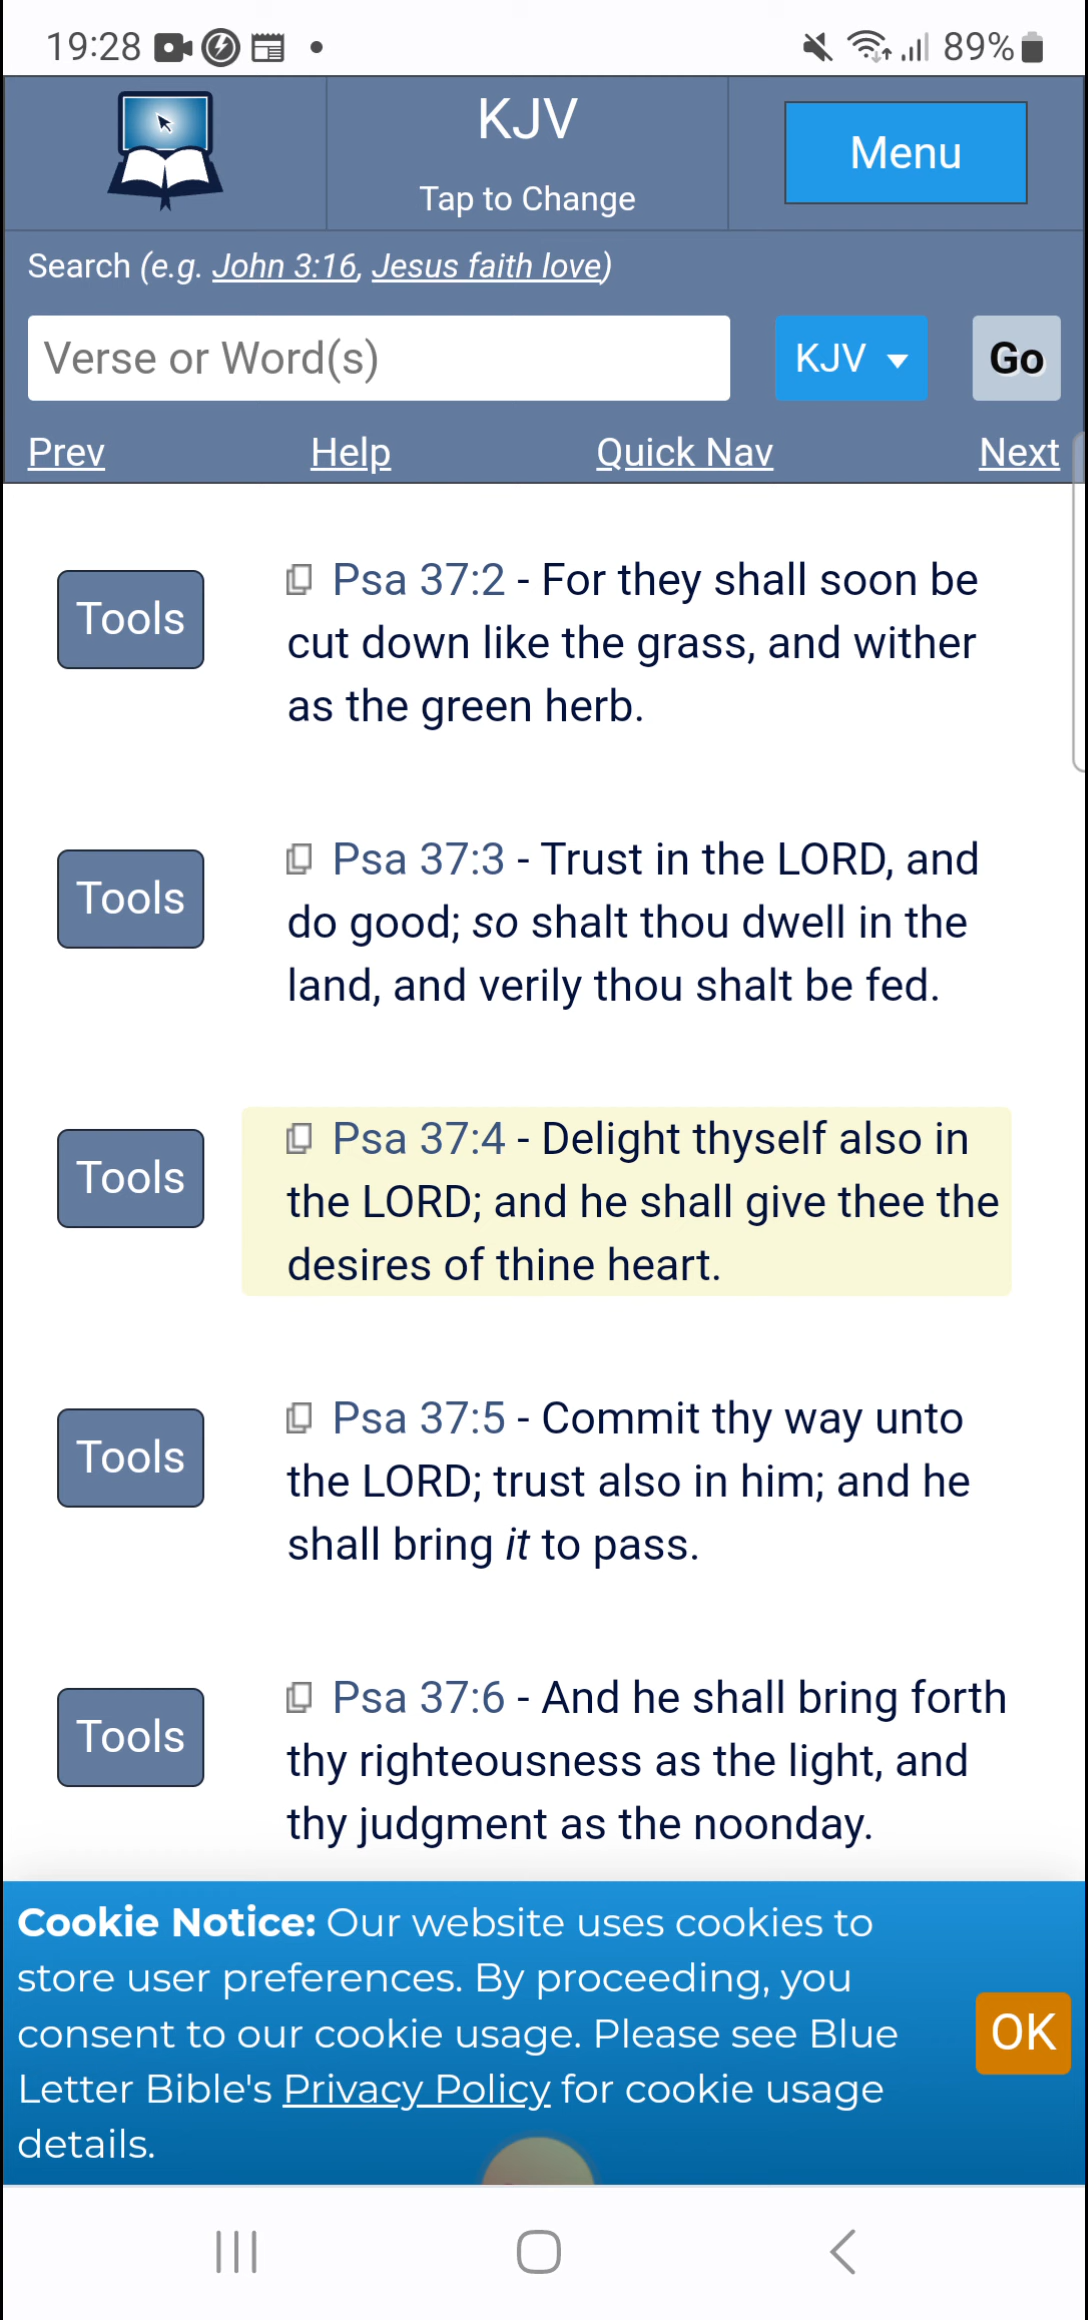 19:28 89%
KJV
Tap to Change
Menu
Search (e.g. John 3:16, Jesus faith love)
Verse or Word(s)
KJV
Go
Prev Help Quick Nav Next
Tools
Psa 37:2 - For they shall soon be
cut down like the grass, and wither
as the green herb.
Tools
Psa 37:3 - Trust in the LORD, and
do good; so shalt thou dwell in the
land, and verily thou shalt be fed.
Tools
Psa 37:4 - Delight thyself also in
the LORD; and he shall give thee the
desires of thine heart.
Tools
Psa 37:5 - Commit thy way unto
the LORD; trust also in him; and he
shall bring it to pass.
Tools
Psa 37:6 - And he shall bring forth
thy righteousness as the light, and
thy judgment as the noonday.
Cookie Notice: Our website uses cookies to
store user preferences. By proceeding, you
consent to our cookie usage. Please see Blue
Letter Bible's Privacy Policy for cookie usage
details.
OK